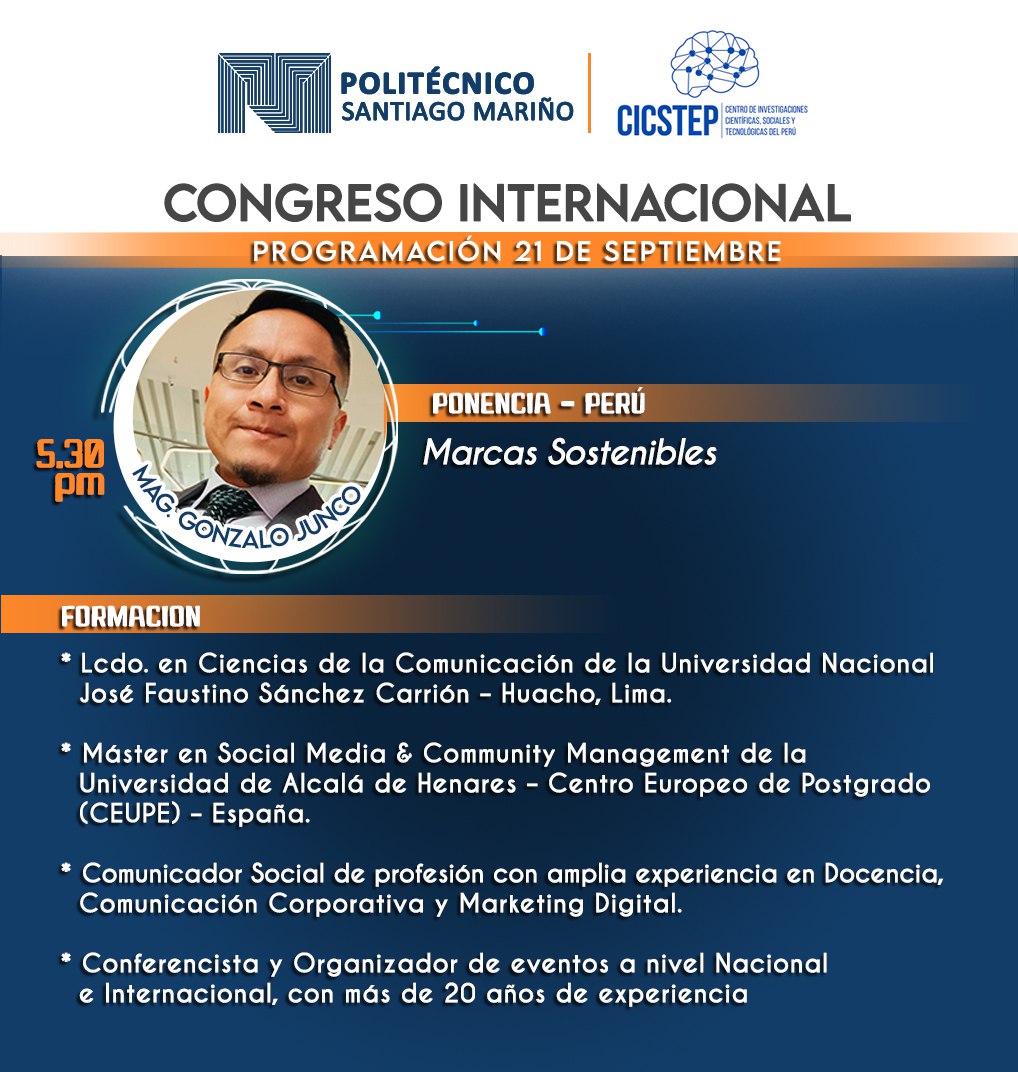 POLITÉCNICO
SANTIAGO MARIÑO
CICSTEP
CENTRO DE INVESTIGACIONES
CIENTÍFICAS, SOCIALES Y
TECNOLÓGICAS DEL PERÚ
CONGRESO INTERNACIONAL
PROGRAMACIÓN 21 DE SEPTIEMBRE
5.30
pm
MAG. GONZALO JUNCO
PONENCIA - PERÚ
Marcas Sostenibles
FORMACION
* Lcdo. en Ciencias de la Comunicación de la Universidad Nacional
José Faustino Sánchez Carrión - Huacho, Lima.
* Máster en Social Media & Community Management de la
Universidad de Alcalá de Henares - Centro Europeo de Postgrado
(CEUPE) - España.
* Comunicador Social de profesión con amplia experiencia en Docencia,
Comunicación Corporativa y Marketing Digital.
* Conferencista y Organizador de eventos a nivel Nacional
e Internacional, con más de 20 años de experiencia